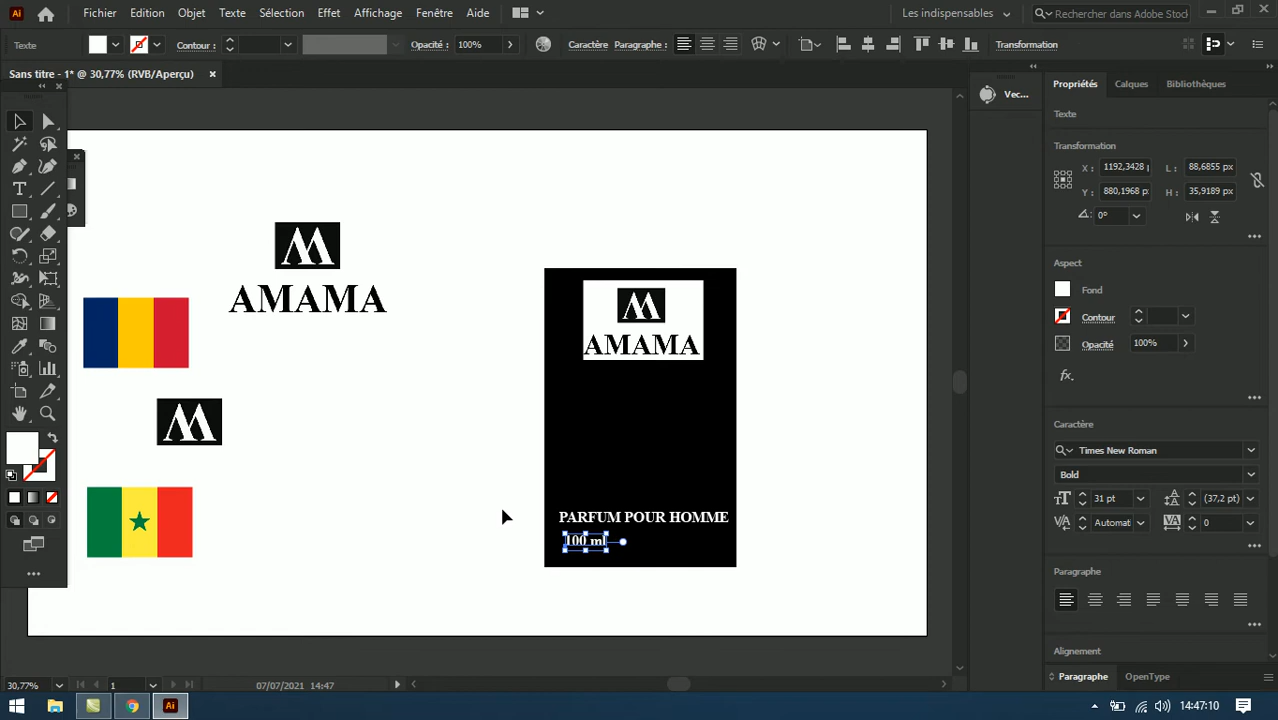 Fichier Edition Objet Texte Sélection Effet Affichage Fenêtre Aide Les indispensables Rechercher dans Adobe Stock
Texte Contour : Opacité : 100% Caractère Paragraphe : Transformation
Sans titre - 1* @ 30,77% (RVB/Aperçu)
Vec...
Propriétés Calques Bibliothèques
Texte
Transformation
X : 1192,3428 L : 88,6855 px
Y : 880,1968 px H : 35,9189 px
0°
Aspect
Fond
Contour
Opacité 100%
fx.
Caractère
Times New Roman
Bold
31 pt (37,2 pt)
Automati 0
Paragraphe
Alignement
Paragraphe OpenType
AMAMA
AMAMA
PARFUM POUR HOMME
100 ml
30,77% 1 07/07/2021 14:47
Ai 14:47:10